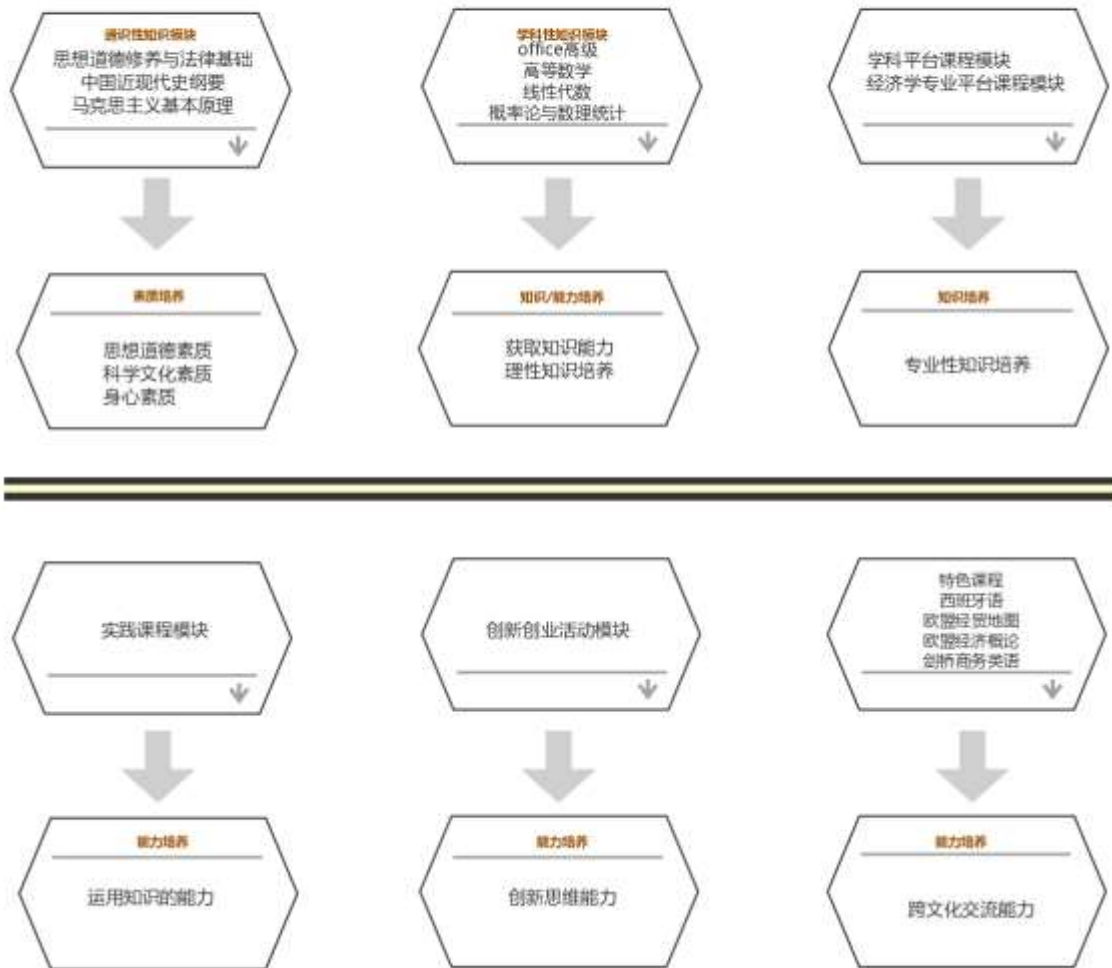 通识性知识模块
思想道德修养与法律基础
中国近现代史纲要
马克思主义基本原理
学科性知识模块
office高级
高等数学
线性代数
概率论与数理统计
学科平台课程模块
经济学专业平台课程模块
素质培养
思想道德素质
科学文化素质
身心素质
知识/能力培养
获取知识能力
理性知识培养
知识培养
专业性知识培养
实践课程模块
创新创业活动模块
特色课程
西班牙语
欧盟经贸地图
欧盟经济概论
剑桥商务英语
能力培养
运用知识的能力
能力培养
创新思维能力
能力培养
跨文化交流能力